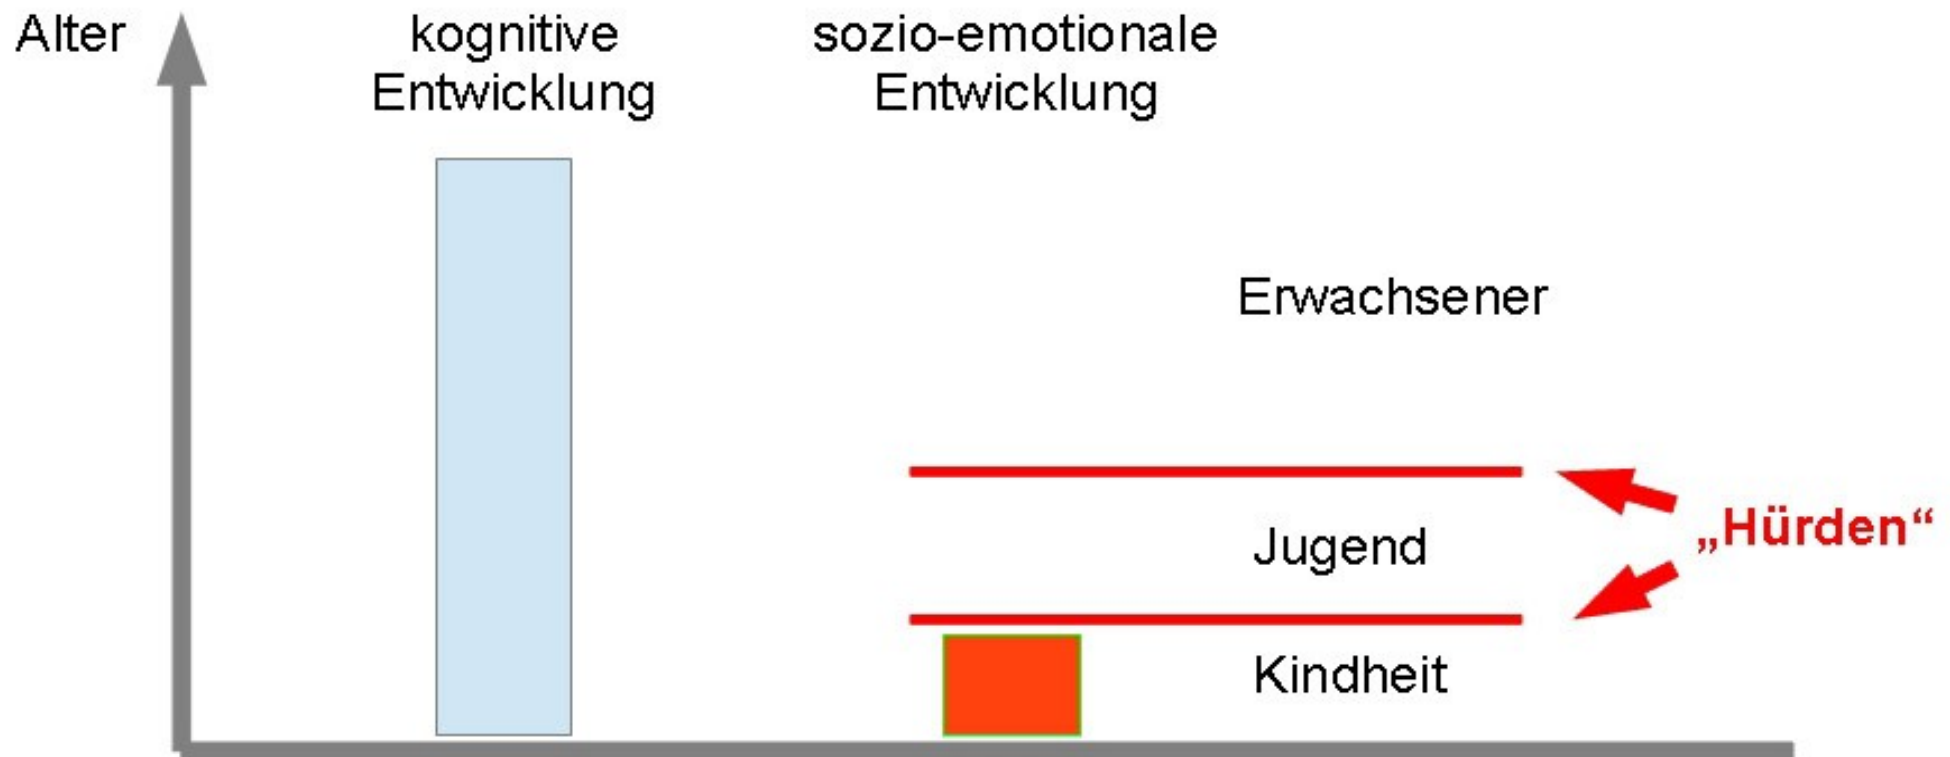 Alter
kognitive
Entwicklung
sozio-emotionale
Entwicklung
Erwachsener
Jugend
„Hürden“
Kindheit